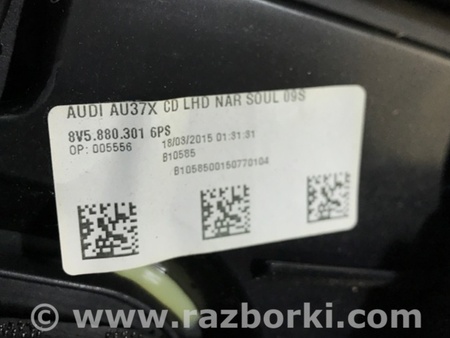 AUDI AU37X CD LHD NAR SOUL 09S
8V5.880.301 6PS
OP: 005556
18/03/2015 01:31:31
B10585
B1058500150770104
© www.razborki.com